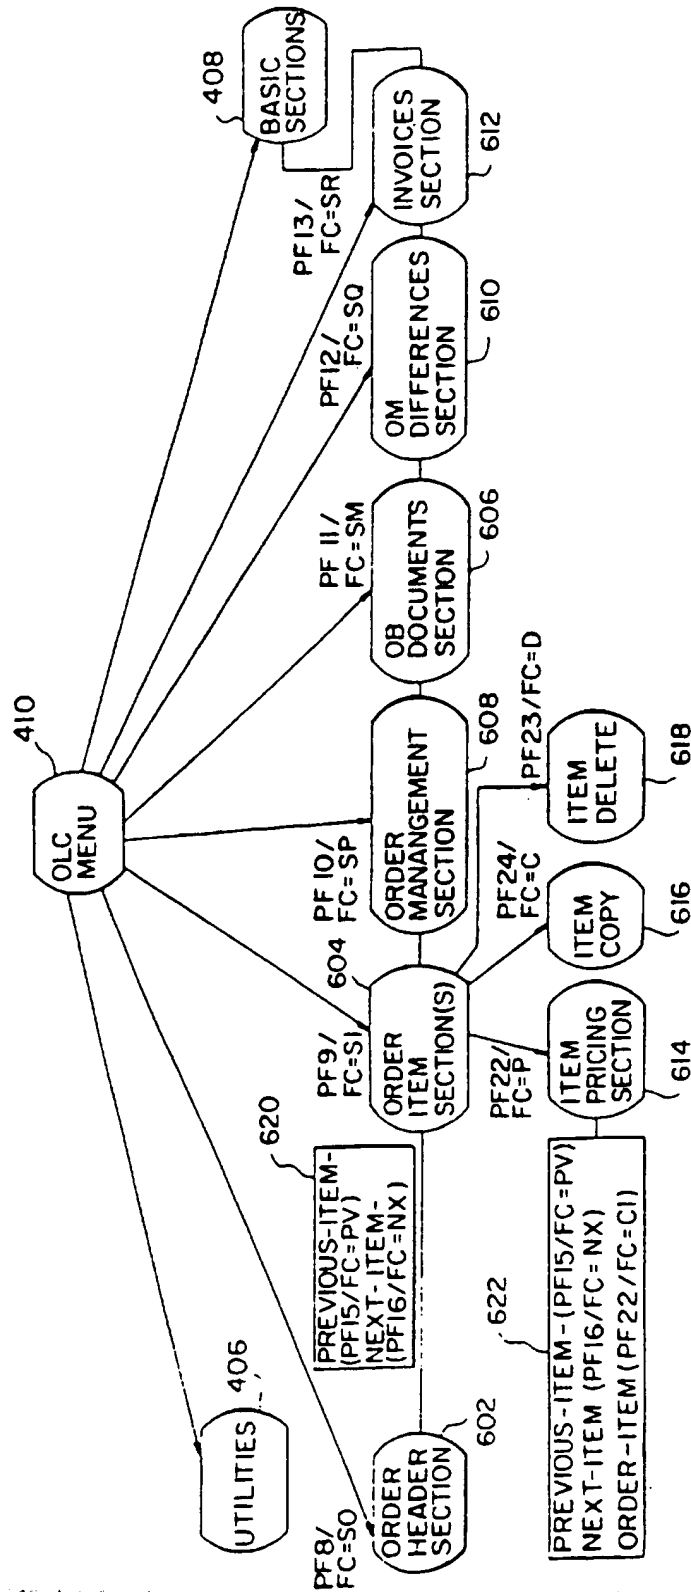 410
OLC
MENU
408
BASIC
SECTIONS
UTILITIES
406
PF8/
FC=SO
PF9/
FC=SI
PF10/
FC=SP
PF11/
FC=SM
PF12/
FC=SQ
PF13/
FC=SR
ORDER
HEADER
SECTION
602
620
PREVIOUS-ITEM-
(PF15/FC=PV)
NEXT-ITEM-
(PF16/FC=NX)
604
ORDER
ITEM
SECTION(S)
ORDER
MANANGEMENT
SECTION
608
OB
DOCUMENTS
SECTION
606
OM
DIFFERENCES
SECTION
610
INVOICES
SECTION
612
PF22/
FC=P
PF24/
FC=C
PF23/FC=D
622
PREVIOUS-ITEM-(PF15/FC=PV)
NEXT-ITEM (PF16/FC=NX)
ORDER-ITEM (PF22/FC=CI)
ITEM
PRICING
SECTION
614
ITEM
COPY
616
ITEM
DELETE
618